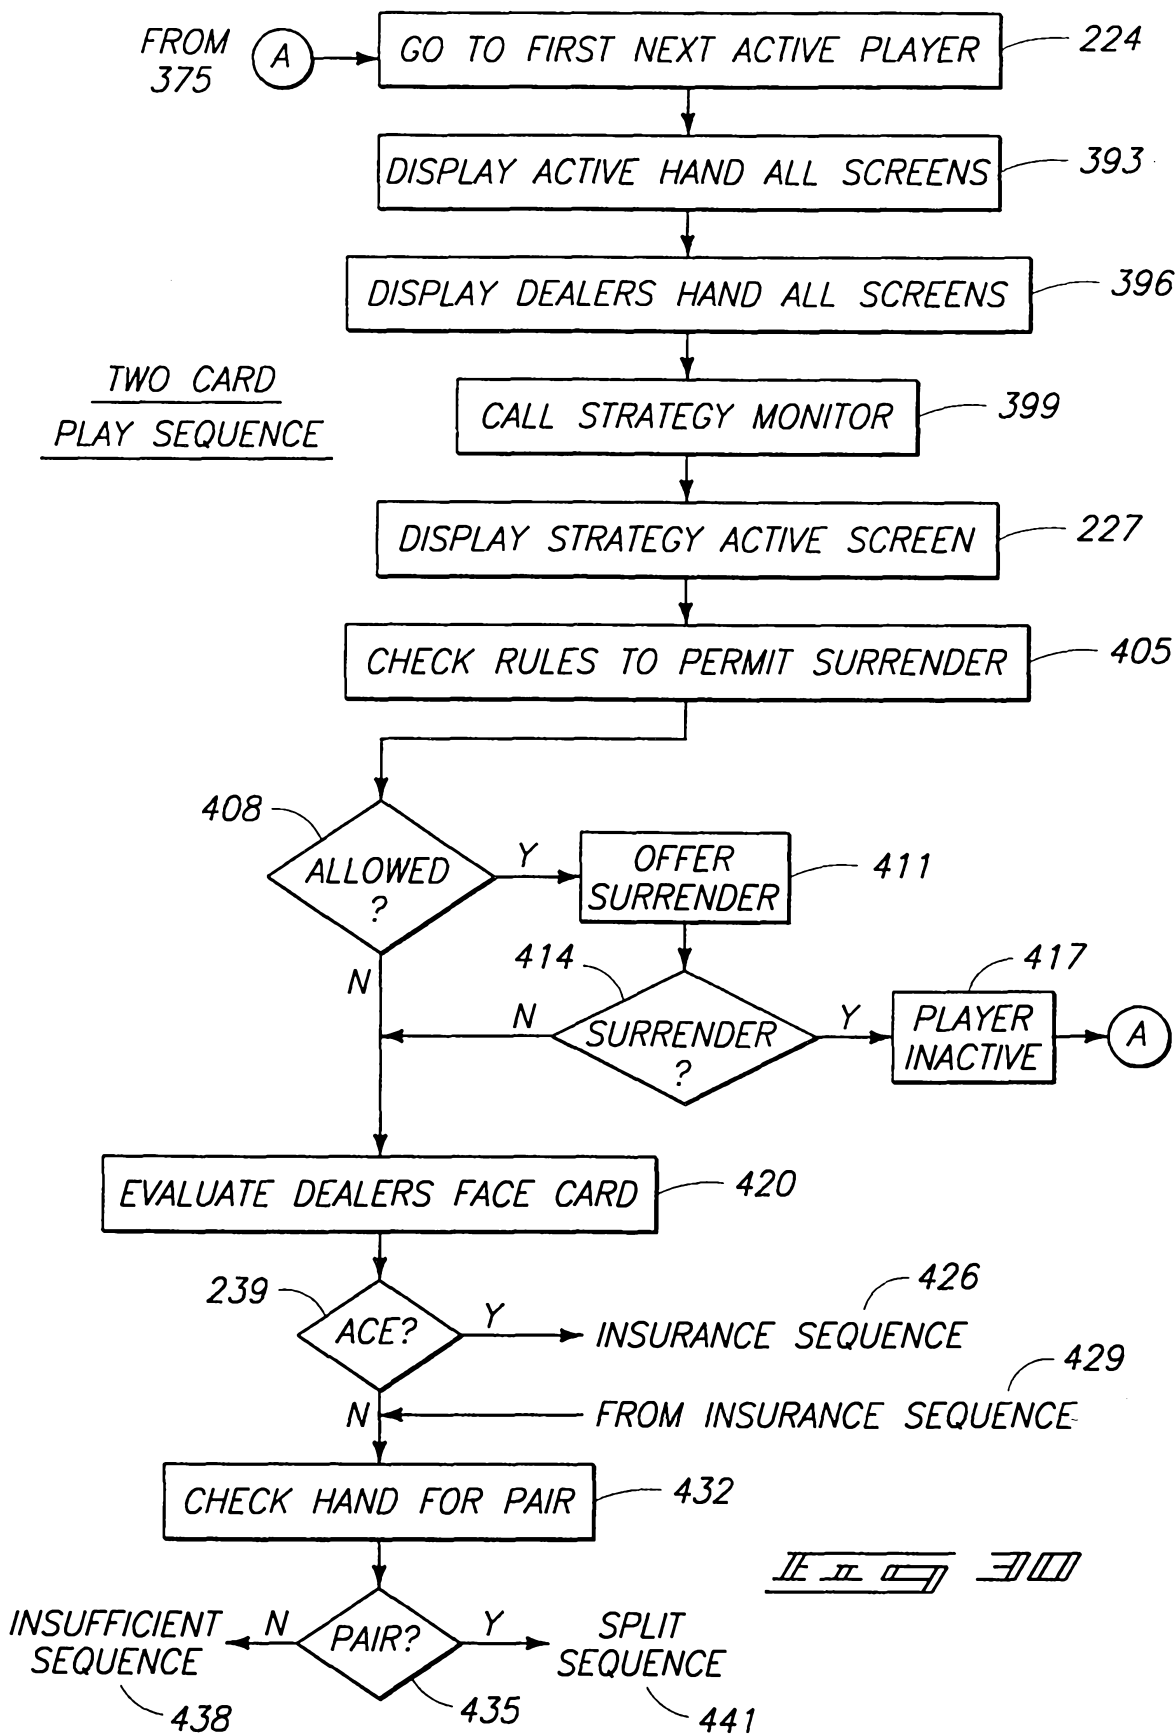 FROM
375
A
GO TO FIRST NEXT ACTIVE PLAYER
224
DISPLAY ACTIVE HAND ALL SCREENS
393
DISPLAY DEALERS HAND ALL SCREENS
396
TWO CARD
PLAY SEQUENCE
CALL STRATEGY MONITOR
399
DISPLAY STRATEGY ACTIVE SCREEN
227
CHECK RULES TO PERMIT SURRENDER
405
408
ALLOWED
?
Y
OFFER
SURRENDER
411
N
414
SURRENDER
?
N
Y
417
PLAYER
INACTIVE
A
EVALUATE DEALERS FACE CARD
420
239
ACE?
Y
INSURANCE SEQUENCE
426
429
N
FROM INSURANCE SEQUENCE
CHECK HAND FOR PAIR
432
Fig 30
INSUFFICIENT
SEQUENCE
438
N
PAIR?
435
Y
SPLIT
SEQUENCE
441